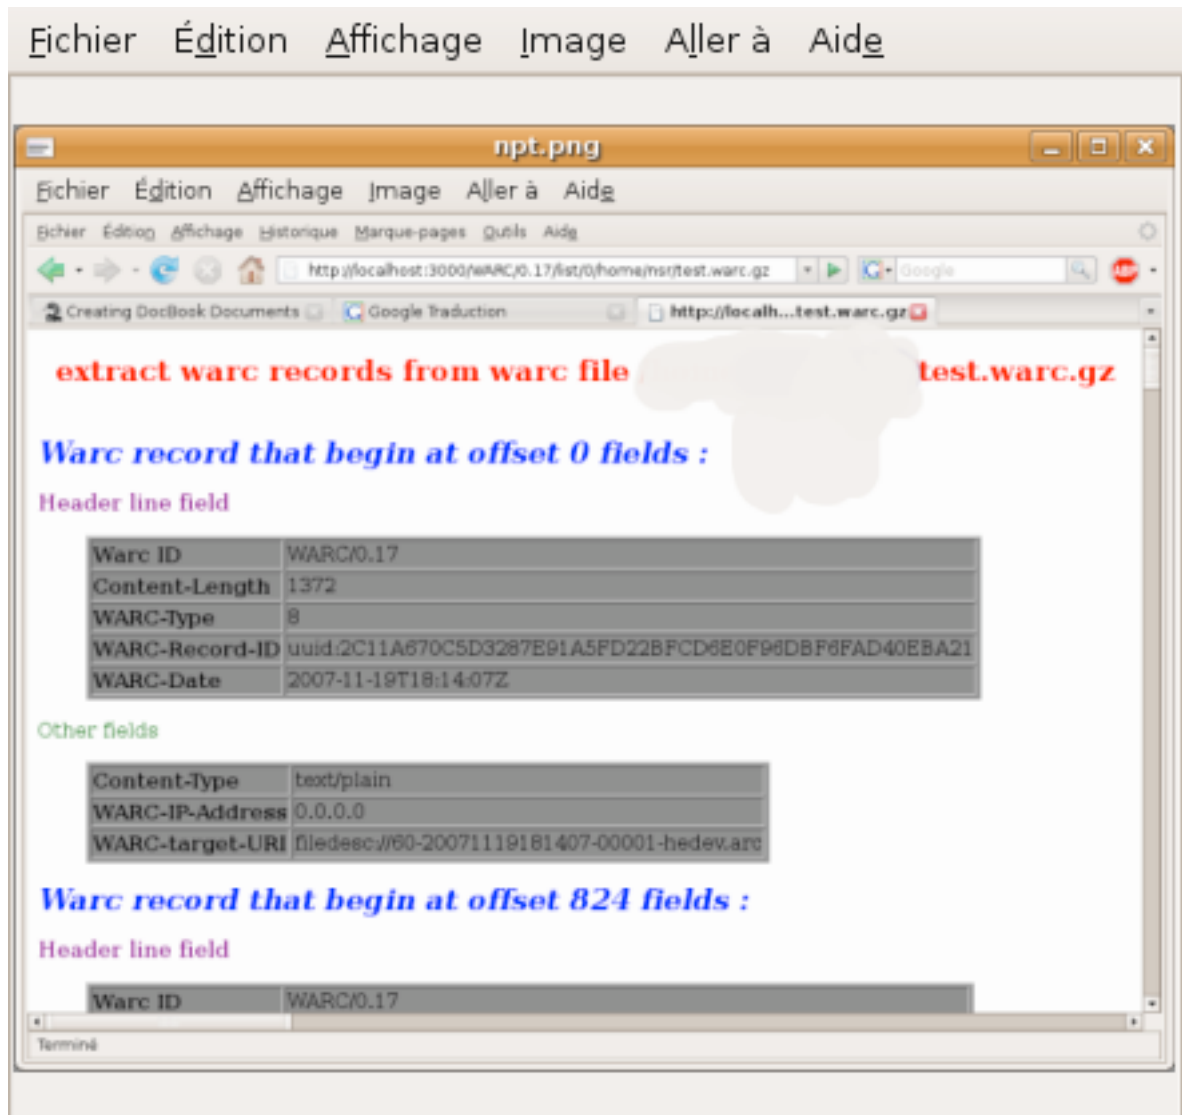 Fichier Édition Affichage Image Aller à Aide
npt.png
Fichier Édition Affichage Image Aller à Aide
Fichier Édition Affichage Historique Marque-pages Outils Aide
http://localhost:3000/WARC/0.17/list/0/home/nsr/test.warc.gz Google ABP
Creating DocBook Documents Google Traduction http://localh...test.warc.gz
extract warc records from warc file test.warc.gz
Warc record that begin at offset 0 fields :
Header line field
Warc ID WARC/0.17
Content-Length 1372
WARC-Type 8
WARC-Record-ID uuid:2C11A670C5D3287E91A5FD22BFCD6E0F96DBF6FAD40EBA21
WARC-Date 2007-11-19T18:14:07Z
Other fields
Content-Type text/plain
WARC-IP-Address 0.0.0.0
WARC-target-URI filedesc://60-20071119181407-00001-hedev.arc
Warc record that begin at offset 824 fields :
Header line field
Warc ID WARC/0.17
Terminé